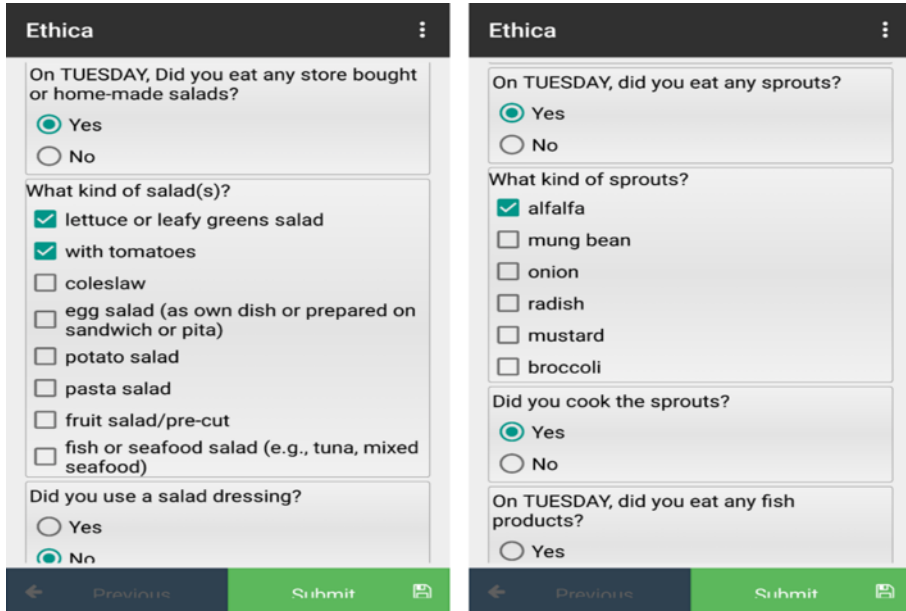 Ethica
On TUESDAY, Did you eat any store bought
or home-made salads?
Yes
No
What kind of salad(s)?
lettuce or leafy greens salad
with tomatoes
coleslaw
egg salad (as own dish or prepared on
sandwich or pita)
potato salad
pasta salad
fruit salad/pre-cut
fish or seafood salad (e.g., tuna, mixed
seafood)
Did you use a salad dressing?
Yes
No
Previous
Submit
Ethica
On TUESDAY, did you eat any sprouts?
Yes
No
What kind of sprouts?
alfalfa
mung bean
onion
radish
mustard
broccoli
Did you cook the sprouts?
Yes
No
On TUESDAY, did you eat any fish
products?
Yes
Previous
Submit